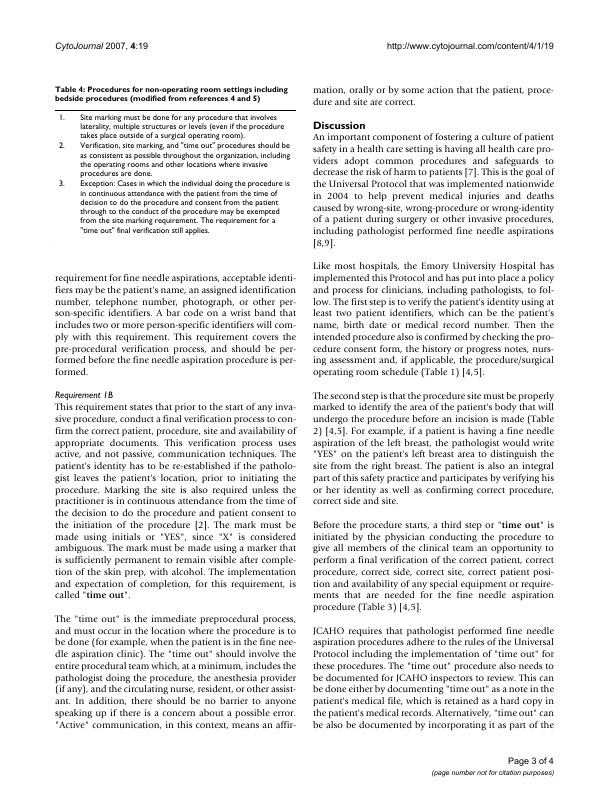 CytoJournal 2007, 4:19
http://www.cytojournal.com/content/4/1/19
Table 4: Procedures for non-operating room settings including
bedside procedures (modified from references 4 and 5)
1. Site marking must be done for any procedure that involves
laterality, multiple structures or levels (even if the procedure
takes place outside of a surgical operating room).
2. Verification, site marking, and "time out" procedures should be
as consistent as possible throughout the organization, including
the operating rooms and other locations where invasive
procedures are done.
3. Exception: Cases in which the individual doing the procedure is
in continuous attendance with the patient from the time of
decision to do the procedure and consent from the patient
through to the conduct of the procedure may be exempted
from the site marking requirement. The requirement for a
"time out" final verification still applies.
requirement for fine needle aspirations, acceptable identi-
fiers may be the patient's name, an assigned identification
number, telephone number, photograph, or other per-
son-specific identifiers. A bar code on a wrist band that
includes two or more person-specific identifiers will com-
ply with this requirement. This requirement covers the
pre-procedural verification process, and should be per-
formed before the fine needle aspiration procedure is per-
formed.
Requirement 1B
This requirement states that prior to the start of any inva-
sive procedure, conduct a final verification process to con-
firm the correct patient, procedure, site and availability of
appropriate documents. This verification process uses
active, and not passive, communication techniques. The
patient's identity has to be re-established if the patholo-
gist leaves the patient's location, prior to initiating the
procedure. Marking the site is also required unless the
practitioner is in continuous attendance from the time of
the decision to do the procedure and patient consent to
the initiation of the procedure [2]. The mark must be
made using initials or "YES", since "X" is considered
ambiguous. The mark must be made using a marker that
is sufficiently permanent to remain visible after comple-
tion of the skin prep, with alcohol. The implementation
and expectation of completion, for this requirement, is
called "time out".
The "time out" is the immediate preprocedural process,
and must occur in the location where the procedure is to
be done (for example, when the patient is in the fine nee-
dle aspiration clinic). The "time out" should involve the
entire procedural team which, at a minimum, includes the
pathologist doing the procedure, the anesthesia provider
(if any), and the circulating nurse, resident, or other assist-
ant. In addition, there should be no barrier to anyone
speaking up if there is a concern about a possible error.
"Active" communication, in this context, means an affir-
mation, orally or by some action that the patient, proce-
dure and site are correct.
Discussion
An important component of fostering a culture of patient
safety in a health care setting is having all health care pro-
viders adopt common procedures and safeguards to
decrease the risk of harm to patients [7]. This is the goal of
the Universal Protocol that was implemented nationwide
in 2004 to help prevent medical injuries and deaths
caused by wrong-site, wrong-procedure or wrong-identity
of a patient during surgery or other invasive procedures,
including pathologist performed fine needle aspirations
[8,9].
Like most hospitals, the Emory University Hospital has
implemented this Protocol and has put into place a policy
and process for clinicians, including pathologists, to fol-
low. The first step is to verify the patient's identity using at
least two patient identifiers, which can be the patient's
name, birth date or medical record number. Then the
intended procedure also is confirmed by checking the pro-
cedure consent form, the history or progress notes, nurs-
ing assessment and, if applicable, the procedure/surgical
operating room schedule (Table 1) [4,5].
The second step is that the procedure site must be properly
marked to identify the area of the patient's body that will
undergo the procedure before an incision is made (Table
2) [4,5]. For example, if a patient is having a fine needle
aspiration of the left breast, the pathologist would write
"YES" on the patient's left breast area to distinguish the
site from the right breast. The patient is also an integral
part of this safety practice and participates by verifying his
or her identity as well as confirming correct procedure,
correct side and site.
Before the procedure starts, a third step or "time out" is
initiated by the physician conducting the procedure to
give all members of the clinical team an opportunity to
perform a final verification of the correct patient, correct
procedure, correct side, correct site, correct patient posi-
tion and availability of any special equipment or require-
ments that are needed for the fine needle aspiration
procedure (Table 3) [4,5].
JCAHO requires that pathologist performed fine needle
aspiration procedures adhere to the rules of the Universal
Protocol including the implementation of "time out" for
these procedures. The "time out" procedure also needs to
be documented for JCAHO inspectors to review. This can
be done either by documenting "time out" as a note in the
patient's medical file, which is retained as a hard copy in
the patient's medical records. Alternatively, "time out" can
be also be documented by incorporating it as part of the
Page 3 of 4
(page number not for citation purposes)